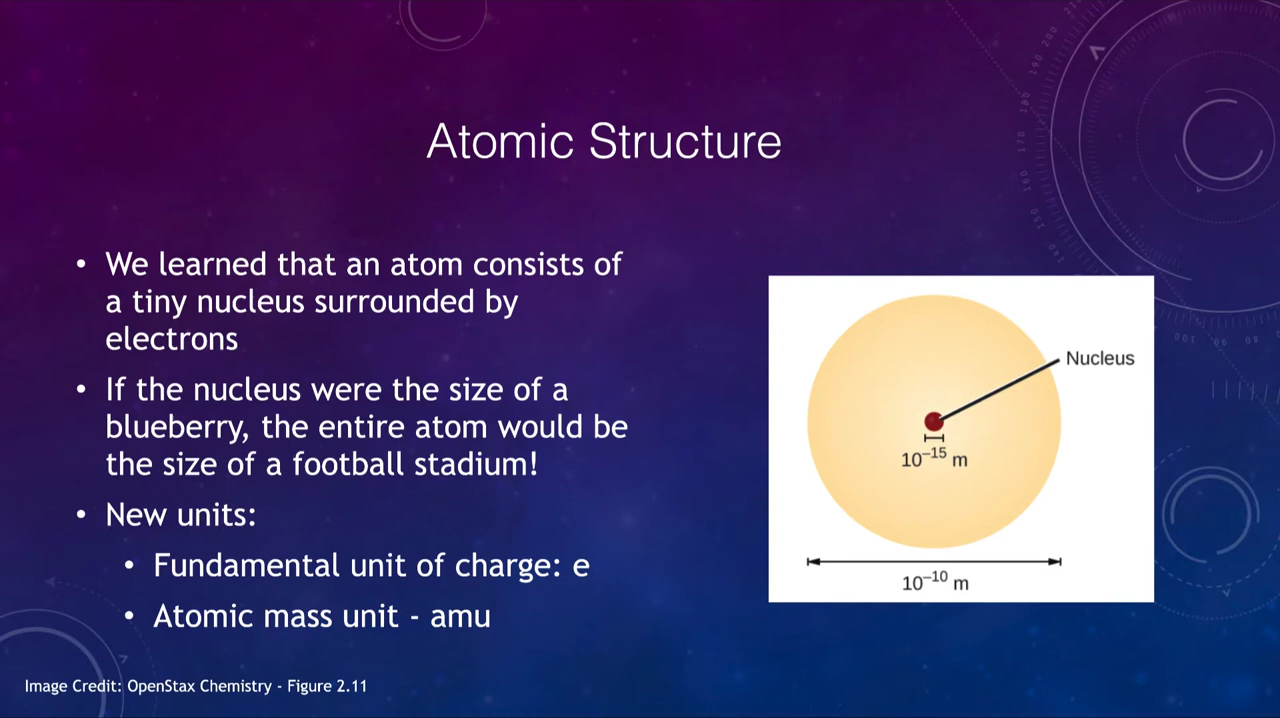 Atomic Structure
• We learned that an atom consists of
a tiny nucleus surrounded by
electrons
• If the nucleus were the size of a
blueberry, the entire atom would be
the size of a football stadium!
• New units:
• Fundamental unit of charge: e
• Atomic mass unit - amu
Nucleus
10⁻¹⁵ m
10⁻¹⁰ m
Image Credit: OpenStax Chemistry - Figure 2.11